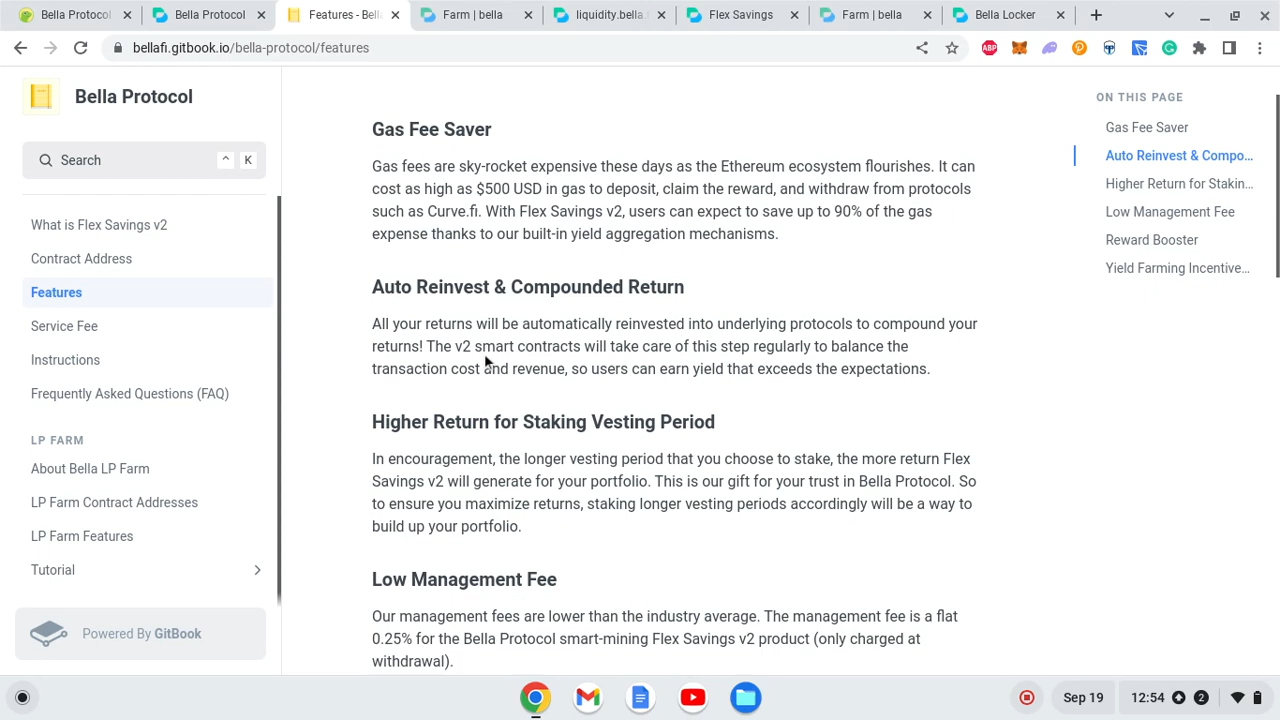 Bella Protoco
Bella Protocol
Features - Bell
Farm | bella
liquidity.bella.
Flex Savings
Farm | bella
Bella Locker
bellafi.gitbook.io/bella-protocol/features
ABP
Bella Protocol
Search
^ K
What is Flex Savings v2
Contract Address
Features
Service Fee
Instructions
Frequently Asked Questions (FAQ)
LP FARM
About Bella LP Farm
LP Farm Contract Addresses
LP Farm Features
Tutorial
Powered By GitBook
Gas Fee Saver
Gas fees are sky-rocket expensive these days as the Ethereum ecosystem flourishes. It can
cost as high as $500 USD in gas to deposit, claim the reward, and withdraw from protocols
such as Curve.fi. With Flex Savings v2, users can expect to save up to 90% of the gas
expense thanks to our built-in yield aggregation mechanisms.
Auto Reinvest & Compounded Return
All your returns will be automatically reinvested into underlying protocols to compound your
returns! The v2 smart contracts will take care of this step regularly to balance the
transaction cost and revenue, so users can earn yield that exceeds the expectations.
Higher Return for Staking Vesting Period
In encouragement, the longer vesting period that you choose to stake, the more return Flex
Savings v2 will generate for your portfolio. This is our gift for your trust in Bella Protocol. So
to ensure you maximize returns, staking longer vesting periods accordingly will be a way to
build up your portfolio.
Low Management Fee
Our management fees are lower than the industry average. The management fee is a flat
0.25% for the Bella Protocol smart-mining Flex Savings v2 product (only charged at
withdrawal).
ON THIS PAGE
Gas Fee Saver
Auto Reinvest & Compo...
Higher Return for Stakin...
Low Management Fee
Reward Booster
Yield Farming Incentive...
Sep 19
12:54
2